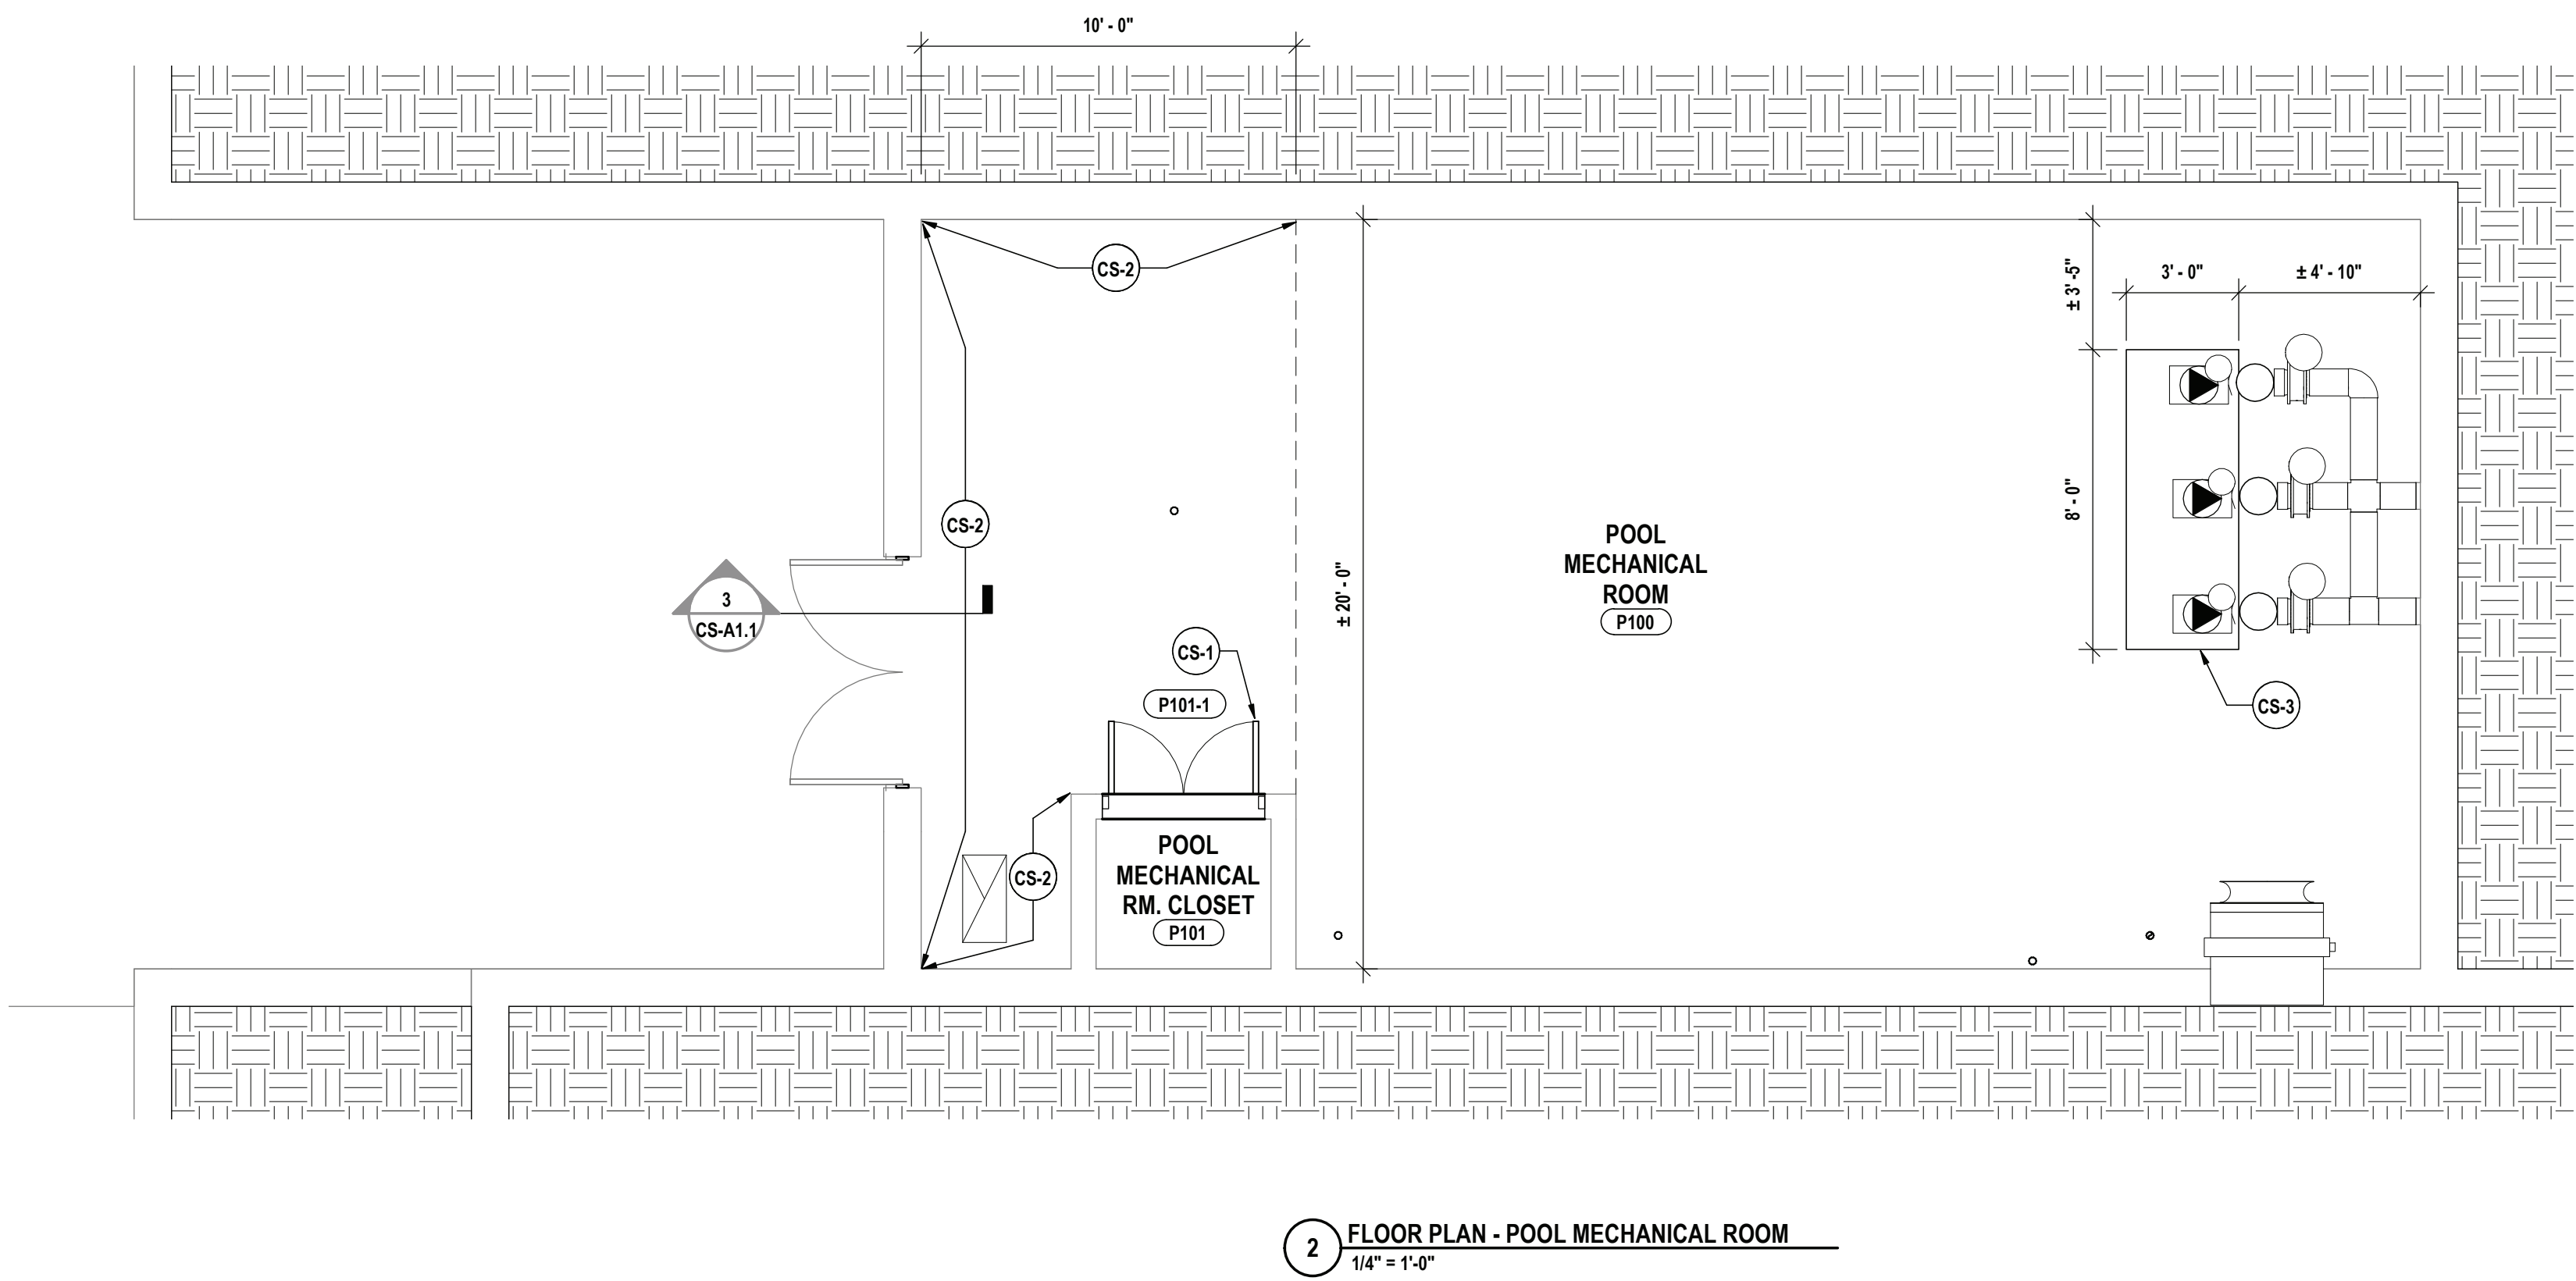 10' - 0"
CS-2
± 3' -5"
3' - 0"
± 4' - 10"
CS-2
8' - 0"
POOL
MECHANICAL
ROOM
P100
± 20' - 0"
3
CS-A1.1
CS-1
P101-1
CS-3
CS-2
POOL
MECHANICAL
RM. CLOSET
P101
2
FLOOR PLAN - POOL MECHANICAL ROOM
1/4" = 1'-0"